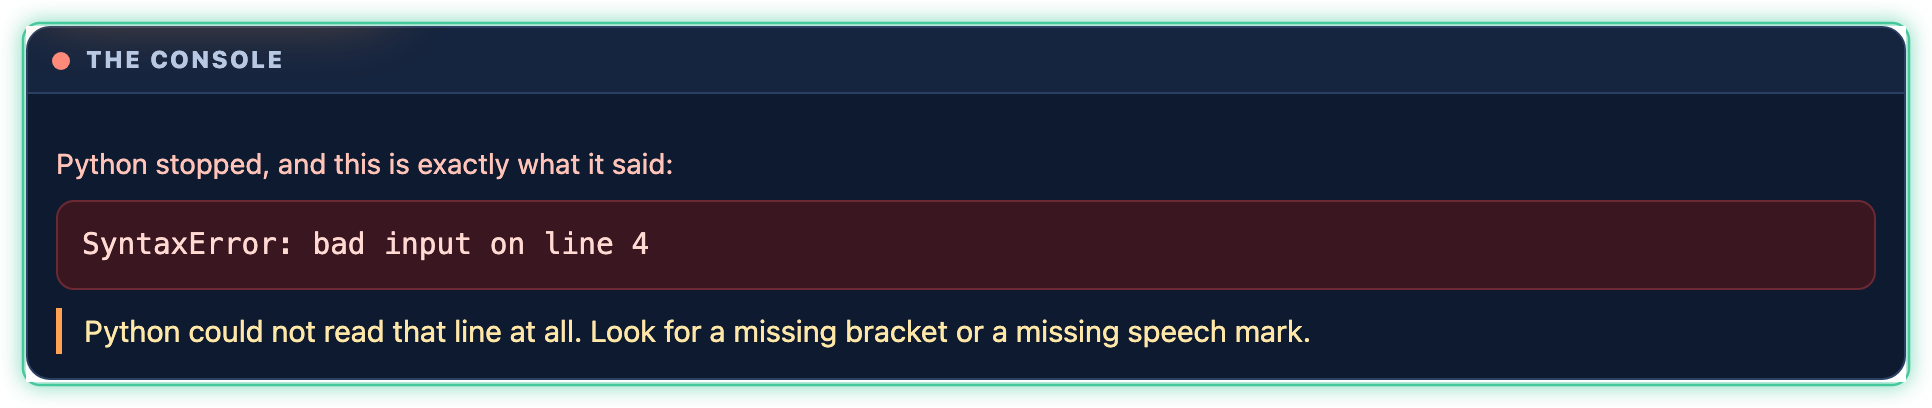 THE CONSOLE
Python stopped, and this is exactly what it said:
SyntaxError: bad input on line 4
Python could not read that line at all. Look for a missing bracket or a missing speech mark.